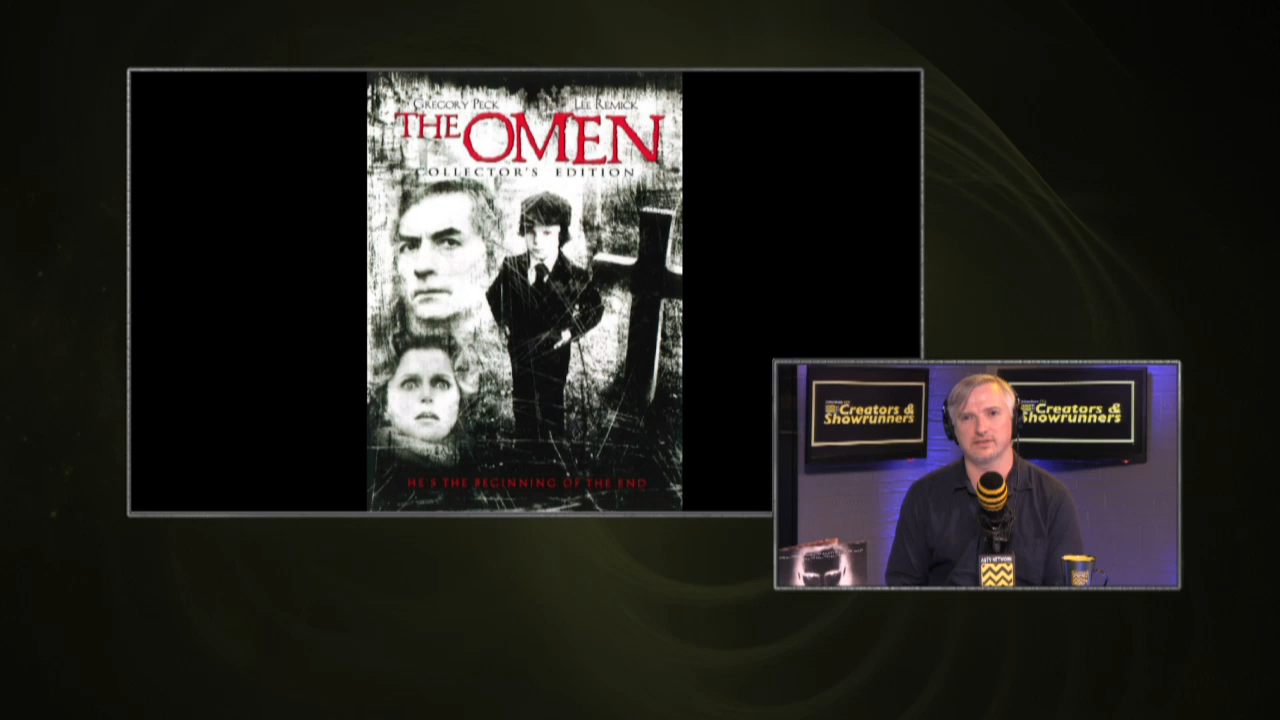 GREGORY PECK LEE REMICK
THE OMEN
COLLECTOR'S EDITION
HE'S THE BEGINNING OF THE END
Creators &
Showrunners
Creators &
Showrunners